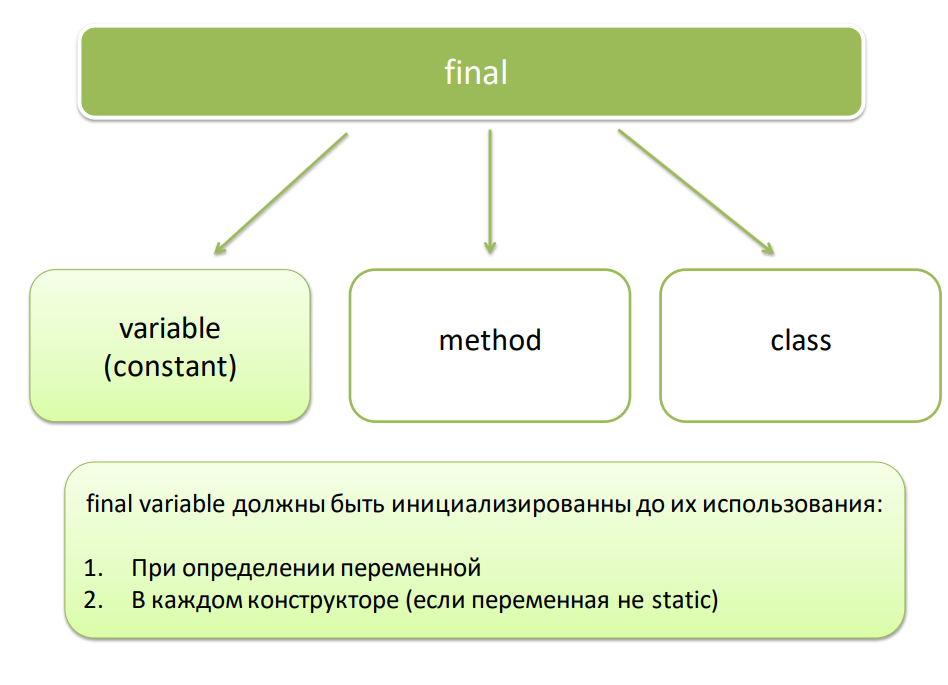 final
variable
(constant)
method
class
final variable должны быть инициализированны до их использования:
1. При определении переменной
2. В каждом конструкторе (если переменная не static)